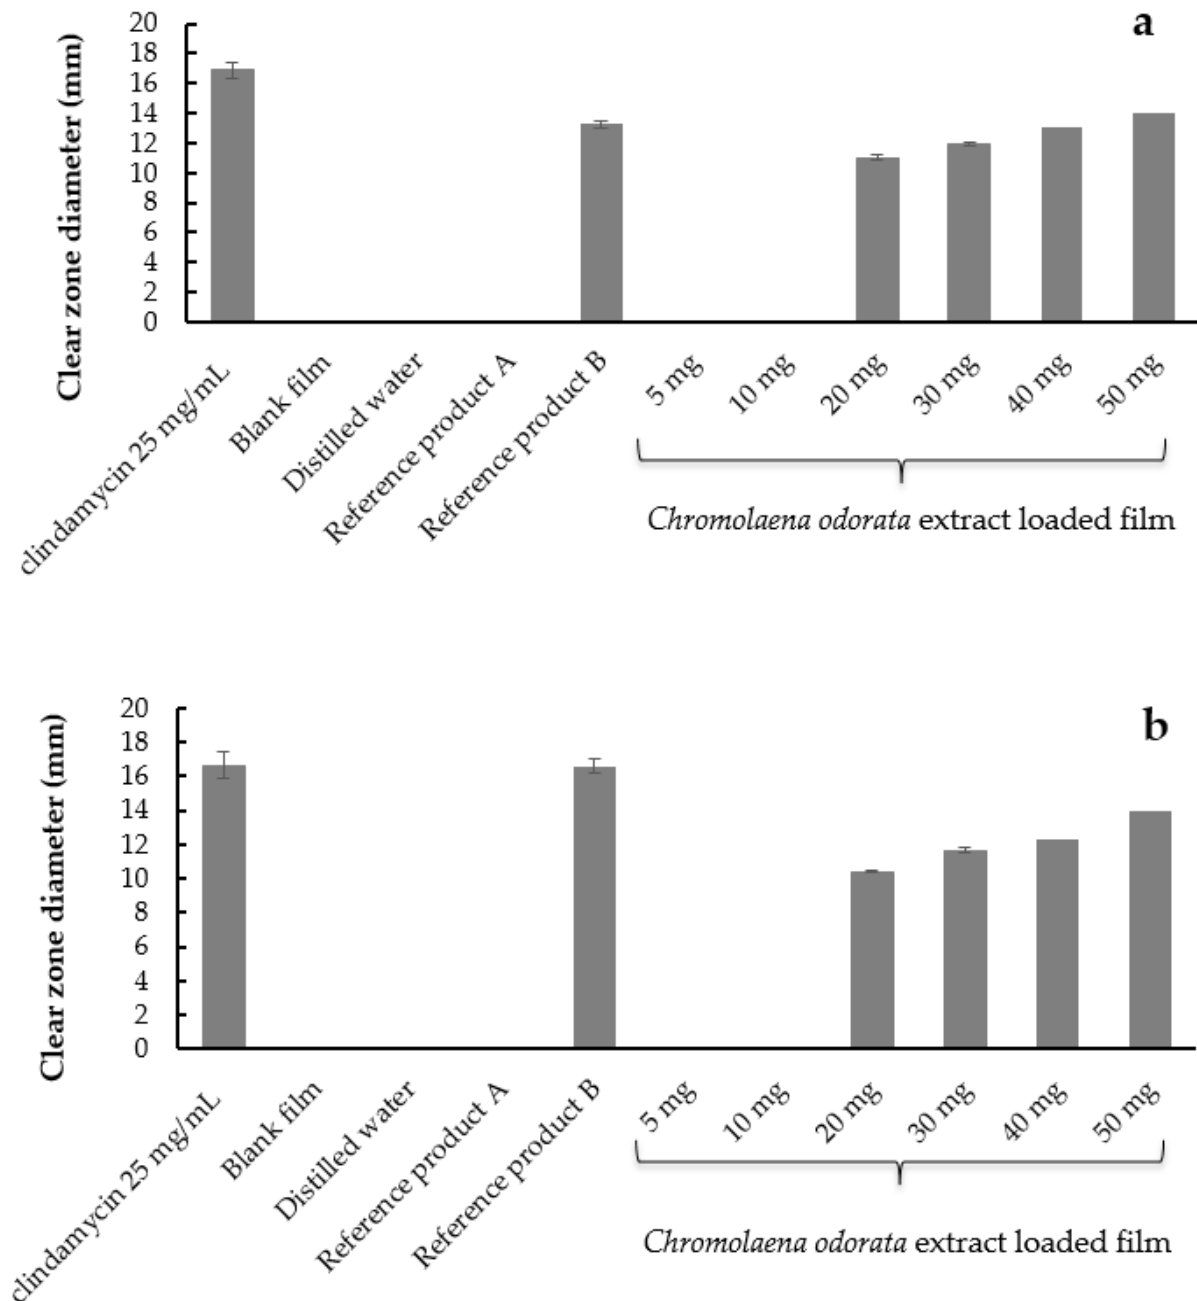 a
Clear zone diameter (mm)
20
18
16
14
12
10
8
6
4
2
0
clindamycin 25 mg/mL
Blank film
Distilled water
Reference product A
Reference product B
5 mg
10 mg
20 mg
30 mg
40 mg
50 mg
Chromolaena odorata extract loaded film
b
Clear zone diameter (mm)
20
18
16
14
12
10
8
6
4
2
0
clindamycin 25 mg/mL
Blank film
Distilled water
Reference product A
Reference product B
5 mg
10 mg
20 mg
30 mg
40 mg
50 mg
Chromolaena odorata extract loaded film